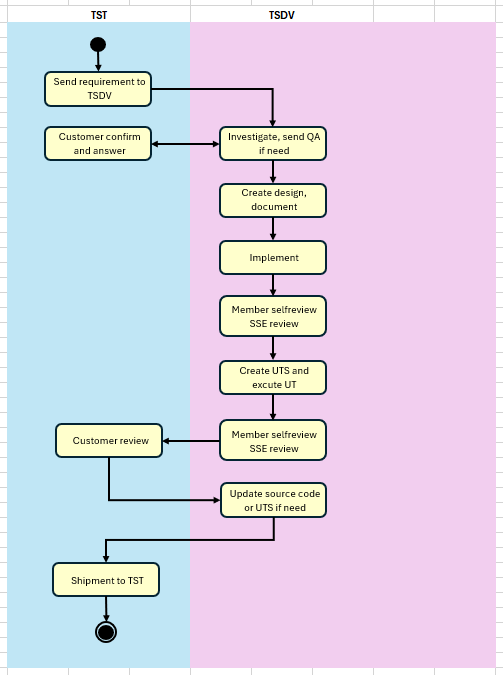 TST
TSDV
Send requirement to
TSDV
Customer confirm
and answer
Investigate, send QA
if need
Create design,
document
Implement
Member selfreview
SSE review
Create UTS and
excute UT
Customer review
Member selfreview
SSE review
Update source code
or UTS if need
Shipment to TST